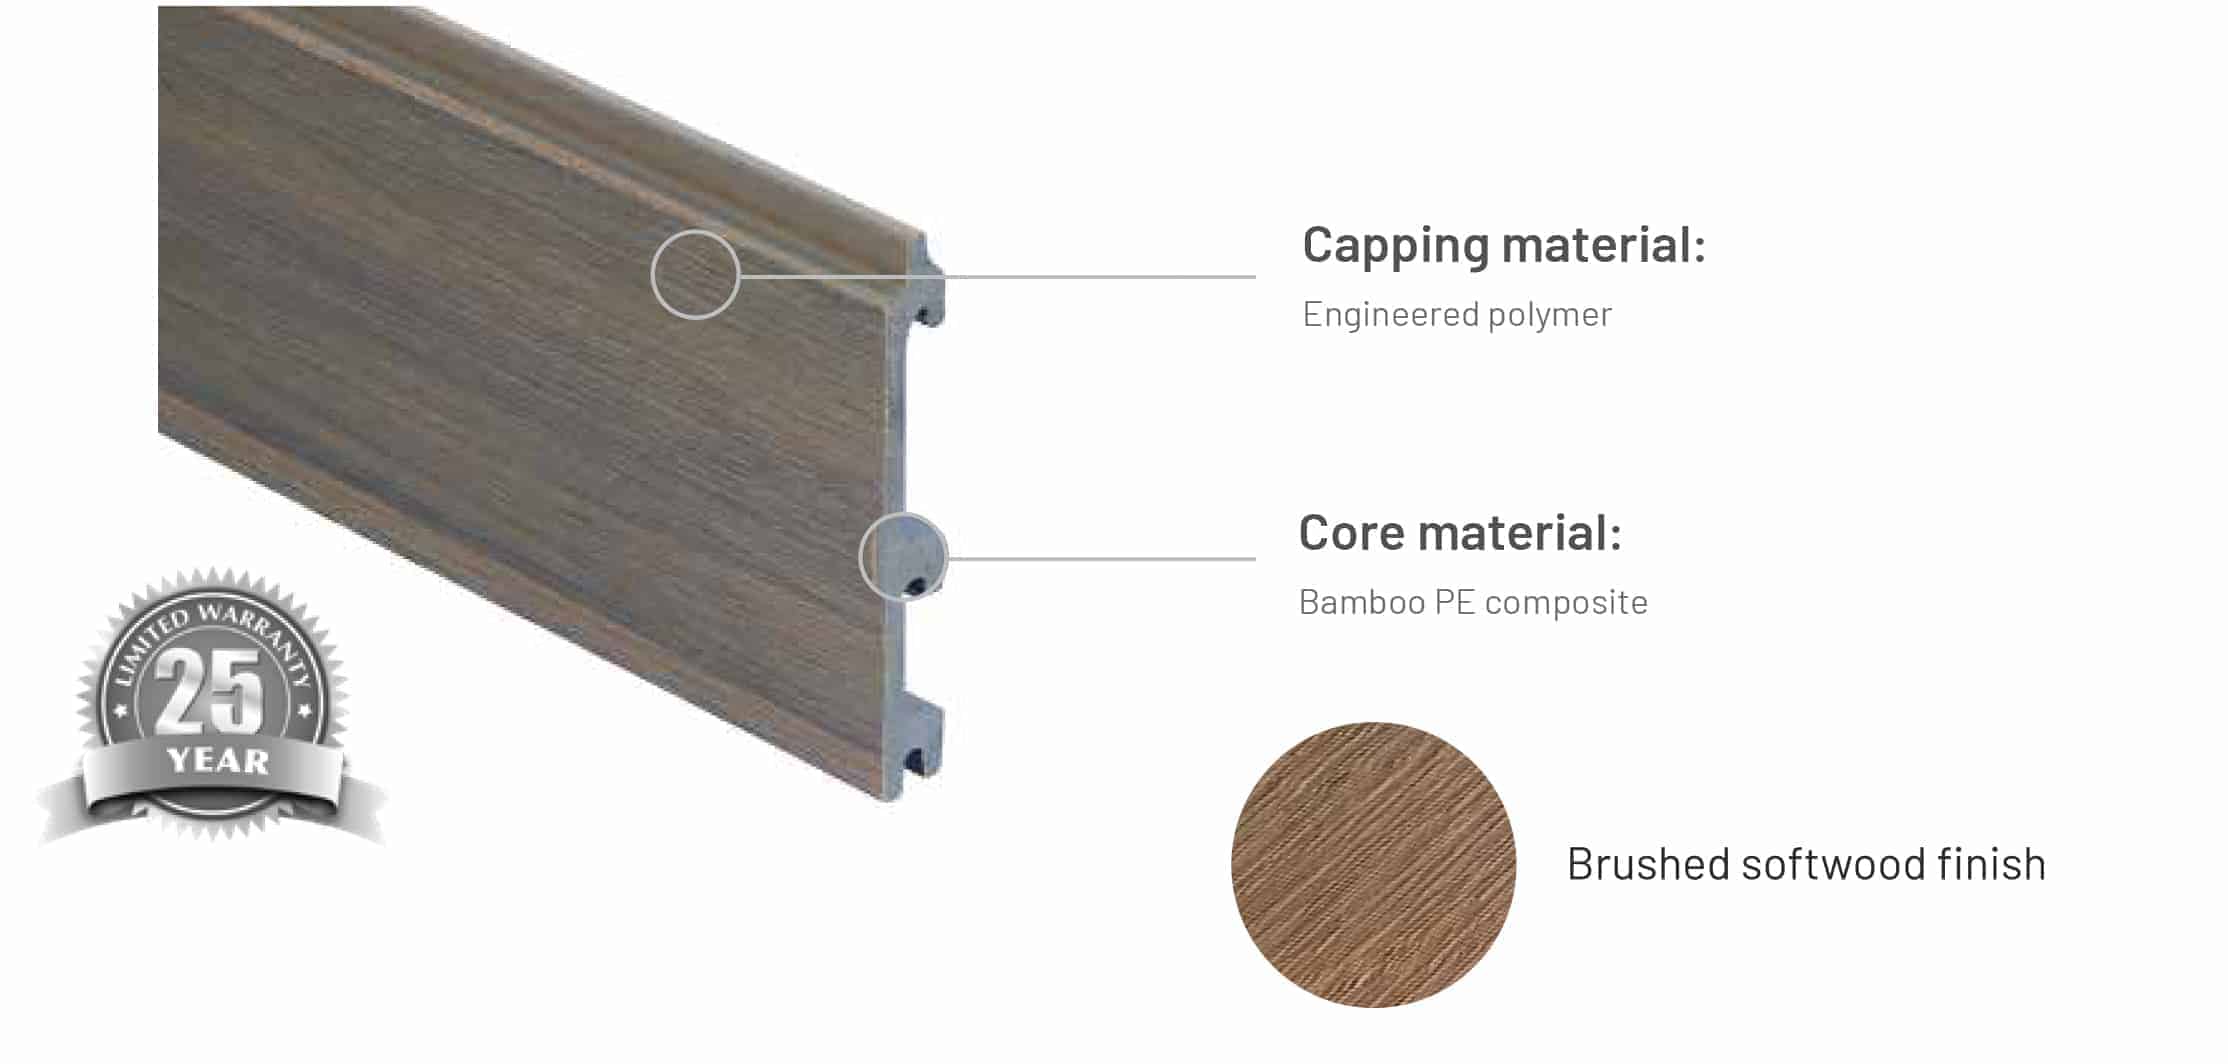 Capping material:
Engineered polymer
Core material:
Bamboo PE composite
LIMITED WARRANTY
25
YEAR
Brushed softwood finish